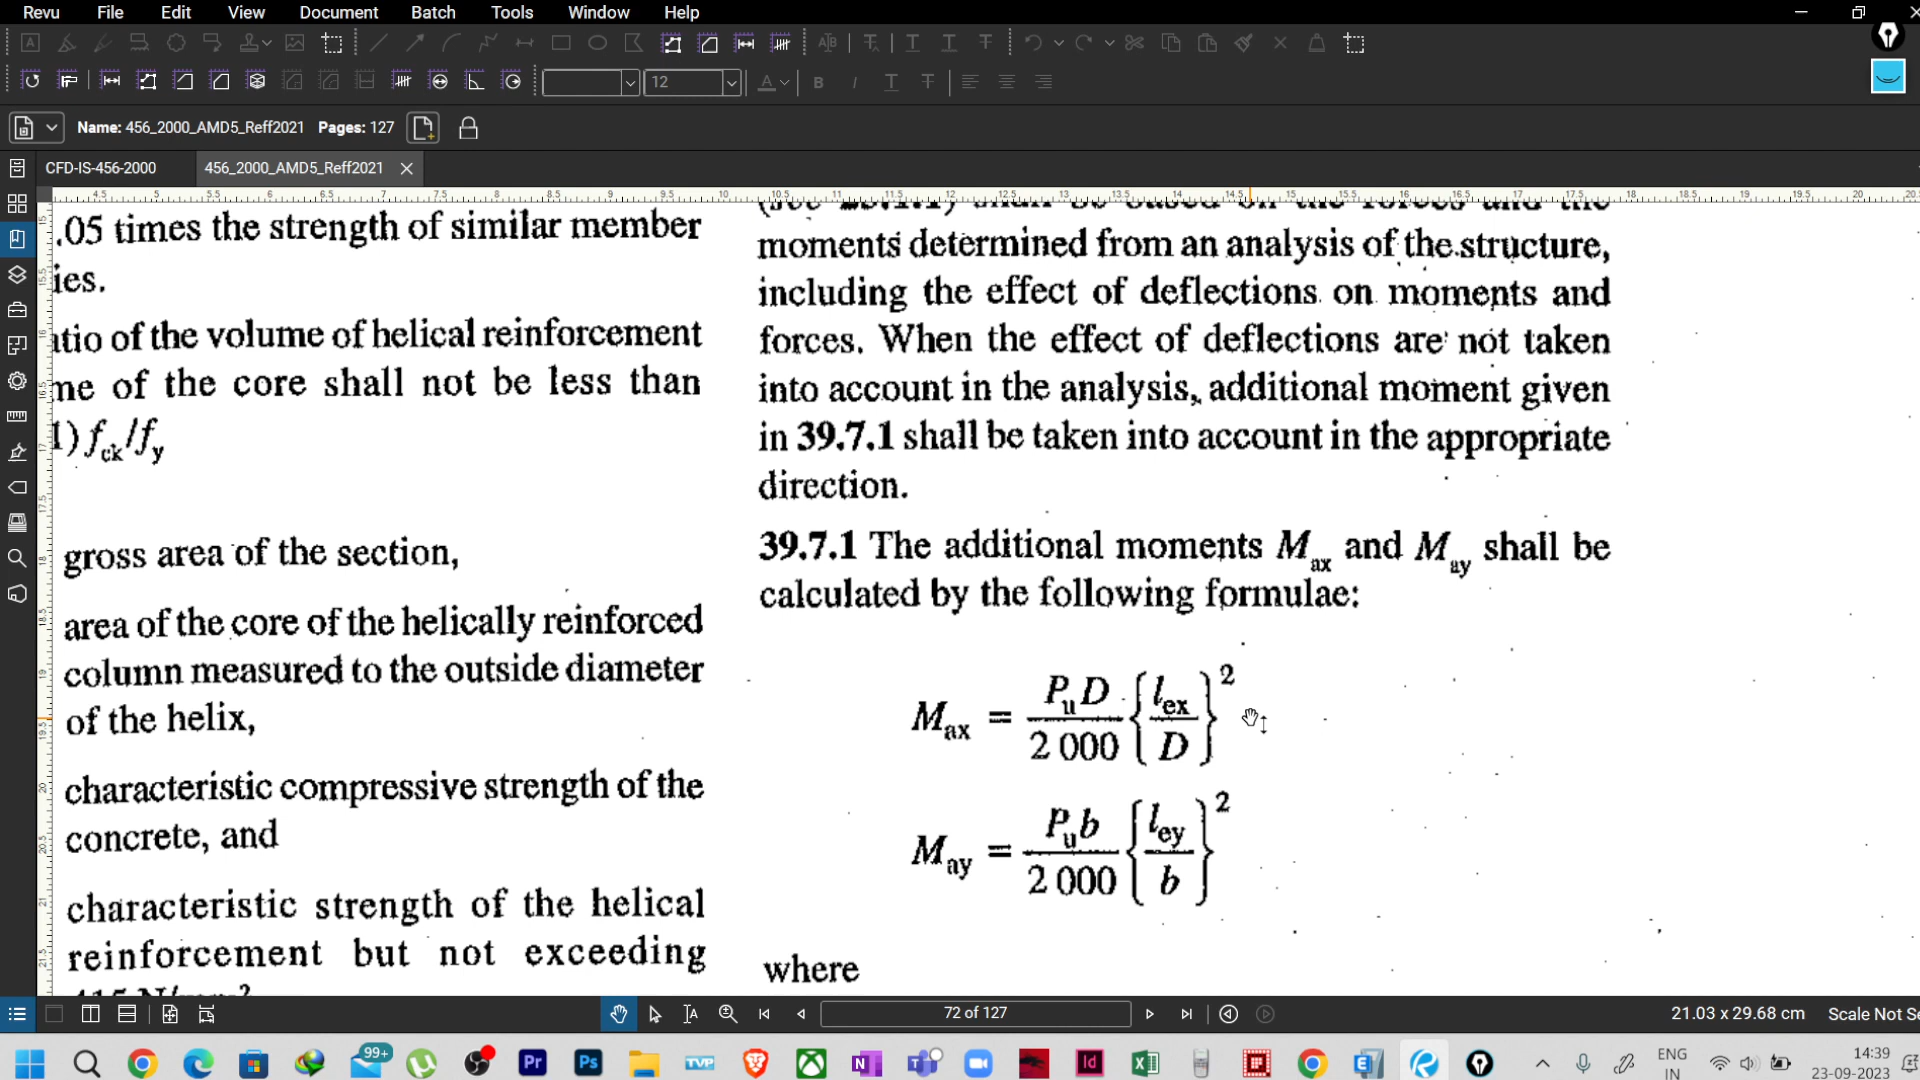 Revu File Edit View Document Batch Tools Window Help
12
Name: 456_2000_AMD5_Reff2021 Pages: 127
CFD-IS-456-2000 456_2000_AMD5_Reff2021
.05 times the strength of similar member
ies.
atio of the volume of helical reinforcement
me of the core shall not be less than
1) fck/fy
gross area of the section,
area of the core of the helically reinforced
column measured to the outside diameter
of the helix,
characteristic compressive strength of the
concrete, and
characteristic strength of the helical
reinforcement but not exceeding
moments determined from an analysis of the structure,
including the effect of deflections on moments and
forces. When the effect of deflections are not taken
into account in the analysis, additional moment given
in 39.7.1 shall be taken into account in the appropriate
direction.
39.7.1 The additional moments Max and May shall be
calculated by the following formulae:
Max = PuD/2 000 {lex/D}2
May = Pub/2 000 {ley/b}2
where
72 of 127
21.03 x 29.68 cm Scale Not Se
99+
ENG
IN
14:39
23-09-2023